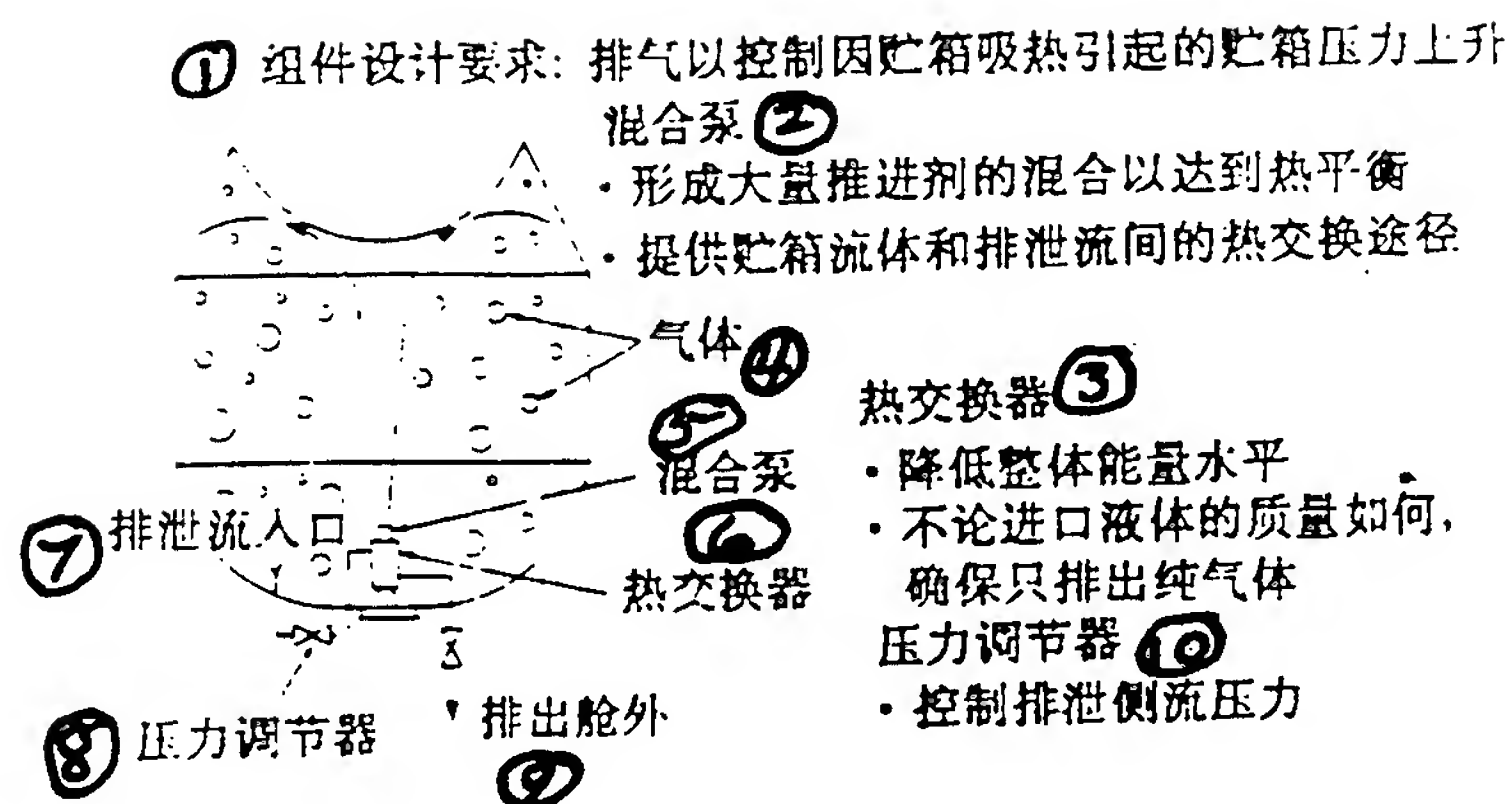 ① 组件设计要求: 排气以控制因贮箱吸热引起的贮箱压力上升
混合泵 ②
· 形成大量推进剂的混合以达到热平衡
· 提供贮箱流体和排泄流间的热交换途径
气体 ④
热交换器 ③
⑤
混合泵
· 降低整体能量水平
⑦ 排泄流入口
⑥
· 不论进口液体的质量如何,
热交换器
确保只排出纯气体
压力调节器 ⑩
⑧ 压力调节器
排出舱外
· 控制排泄侧流压力
⑨